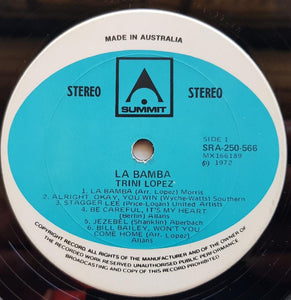 MADE IN AUSTRALIA
STEREO STEREO
SUMMIT
SIDE 1
SRA-250-566
MX166189
℗ 1972
LA BAMBA
TRINI LOPEZ
1. LA BAMBA (Arr. Lopez) Morris
2. ALRIGHT, OKAY, YOU WIN (Wyche-Watts) Southern
3. STAGGER LEE (Price-Logan) United Artists
4. BE CAREFUL, IT'S MY HEART
(Berlin) Allans
5. JEZEBEL (Shanklin) Aberbach
6. BILL BAILEY, WON'T YOU
COME HOME (Arr. Lopez)
Allans
COPYRIGHT RECORD ALL RIGHTS OF THE MANUFACTURER AND OF THE OWNER OF
THE RECORDED WORK RESERVED UNAUTHORISED PUBLIC PERFORMANCE
BROADCASTING AND COPY OF THIS RECORD PROHIBITED